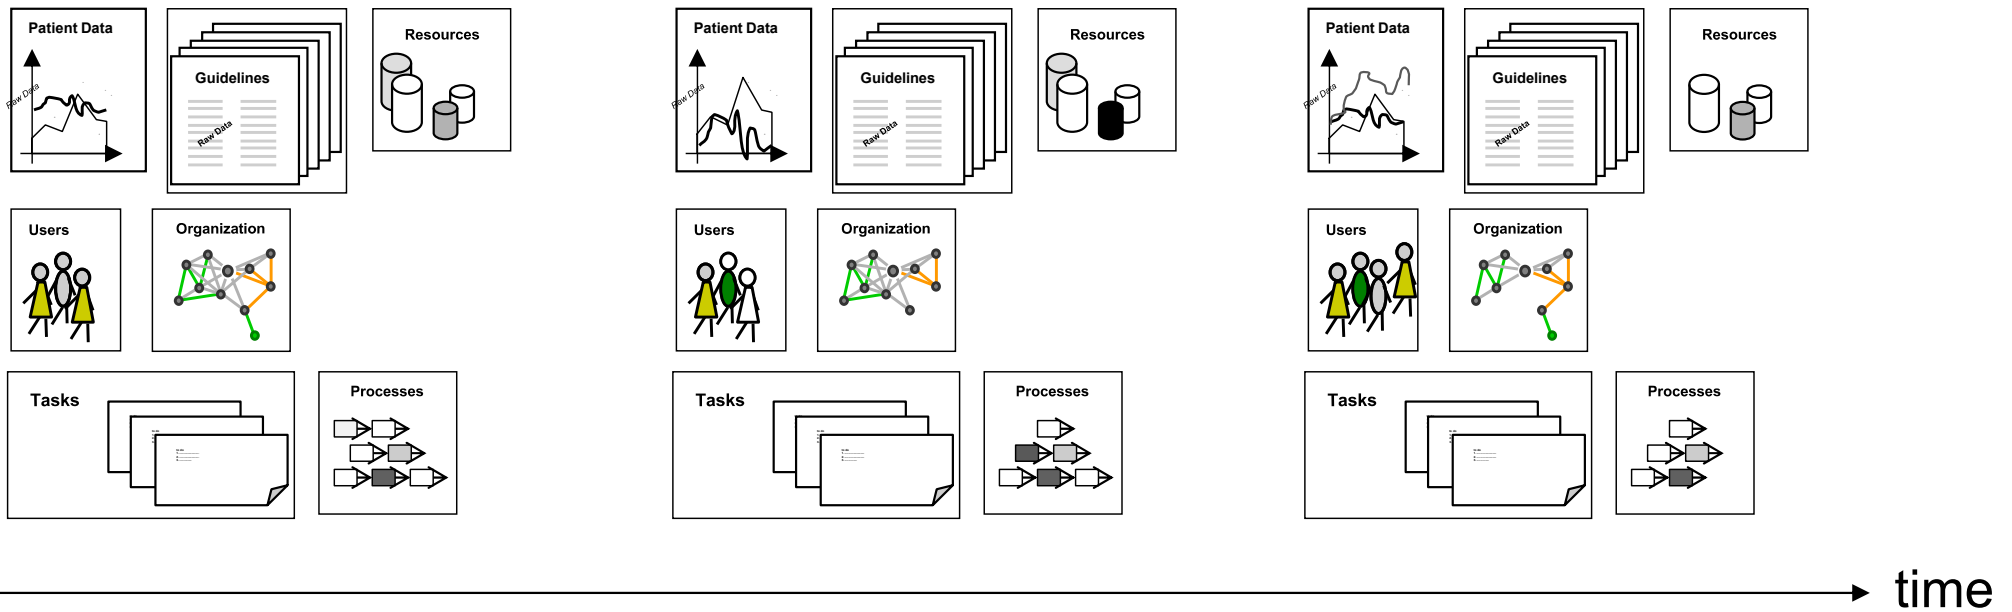 Patient Data
Raw Data
Guidelines
Raw Data
Resources
Users
Organization
Tasks
Processes
Patient Data
Raw Data
Guidelines
Raw Data
Resources
Users
Organization
Tasks
Processes
Patient Data
Raw Data
Guidelines
Raw Data
Resources
Users
Organization
Tasks
Processes
time